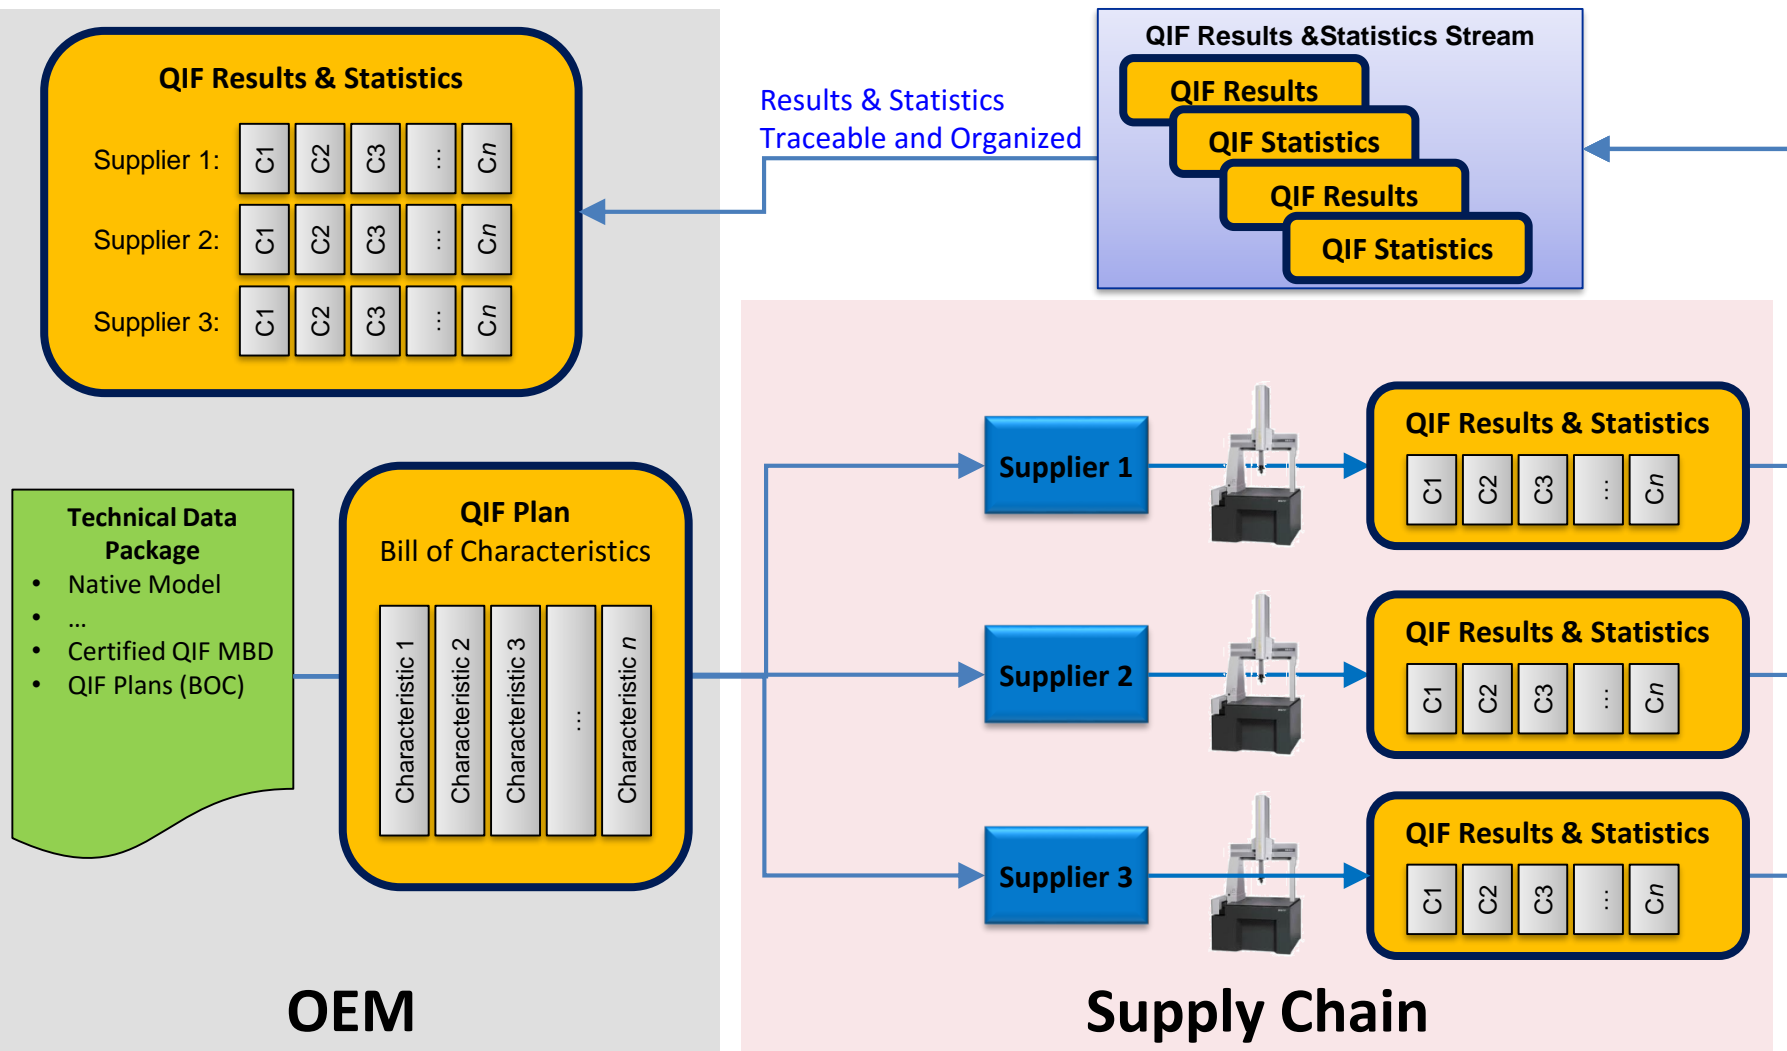 QIF Results & Statistics
Supplier 1: C1 C2 C3 ... Cn
Supplier 2: C1 C2 C3 ... Cn
Supplier 3: C1 C2 C3 ... Cn
Results & Statistics
Traceable and Organized
QIF Results &Statistics Stream
QIF Results
QIF Statistics
QIF Results
QIF Statistics
Technical Data
Package
• Native Model
• ...
• Certified QIF MBD
• QIF Plans (BOC)
QIF Plan
Bill of Characteristics
Characteristic 1
Characteristic 2
Characteristic 3
...
Characteristic n
Supplier 1
QIF Results & Statistics
C1 C2 C3 ... Cn
Supplier 2
QIF Results & Statistics
C1 C2 C3 ... Cn
Supplier 3
QIF Results & Statistics
C1 C2 C3 ... Cn
OEM
Supply Chain